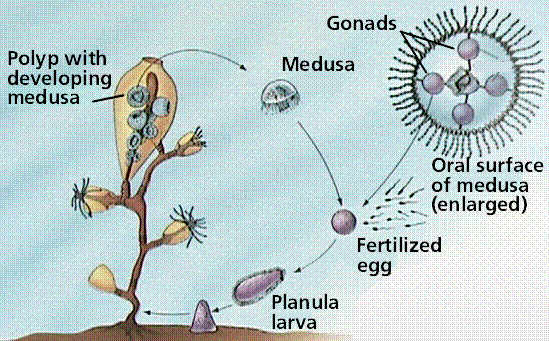 Gonads
Polyp with
developing
medusa
Medusa
Oral surface
of medusa
(enlarged)
Fertilized
egg
Planula
larva